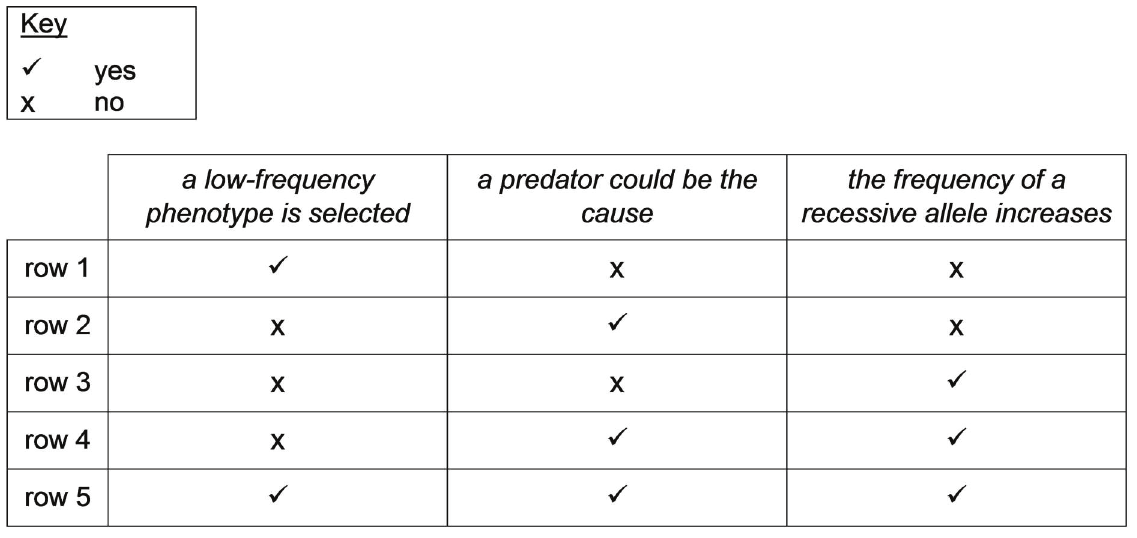 Key
✓ yes
x no
a low-frequency
phenotype is selected
a predator could be the
cause
the frequency of a
recessive allele increases
row 1 ✓ x x
row 2 x ✓ x
row 3 x x ✓
row 4 x ✓ ✓
row 5 ✓ ✓ ✓